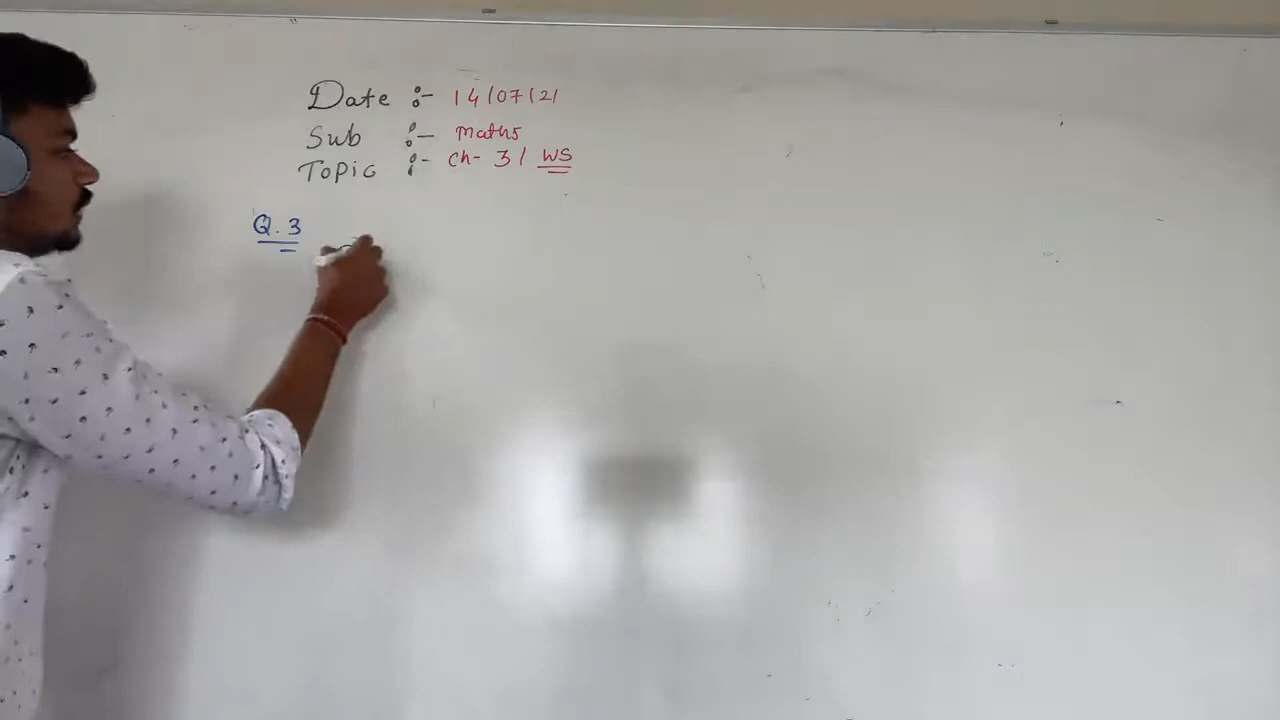 Date :- 14/07/21
Sub :- Maths
Topic :- Ch- 3/ WS
Q. 3